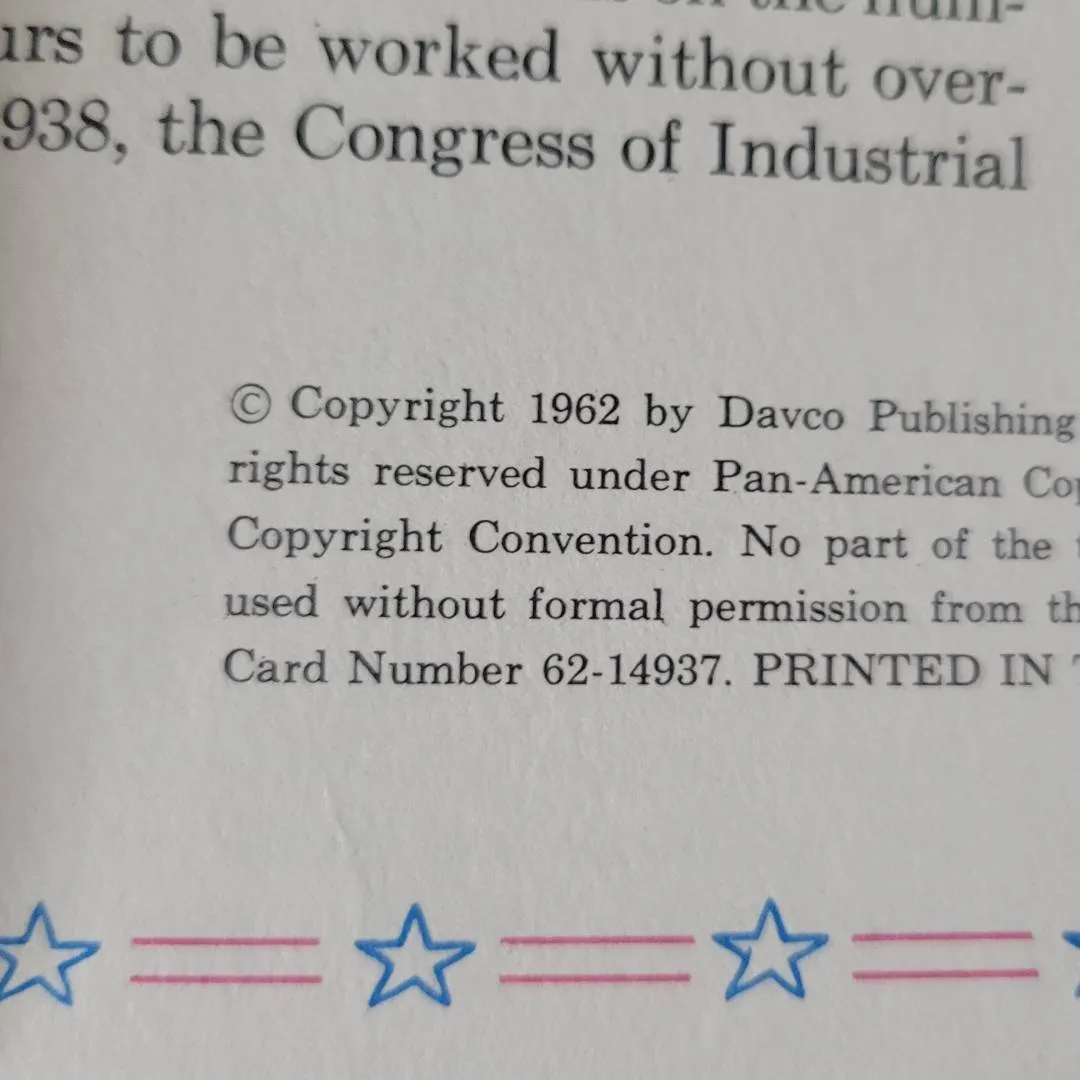 urs to be worked without over-
938, the Congress of Industrial
© Copyright 1962 by Davco Publishing
rights reserved under Pan-American Cop
Copyright Convention. No part of the
used without formal permission from th
Card Number 62-14937. PRINTED IN